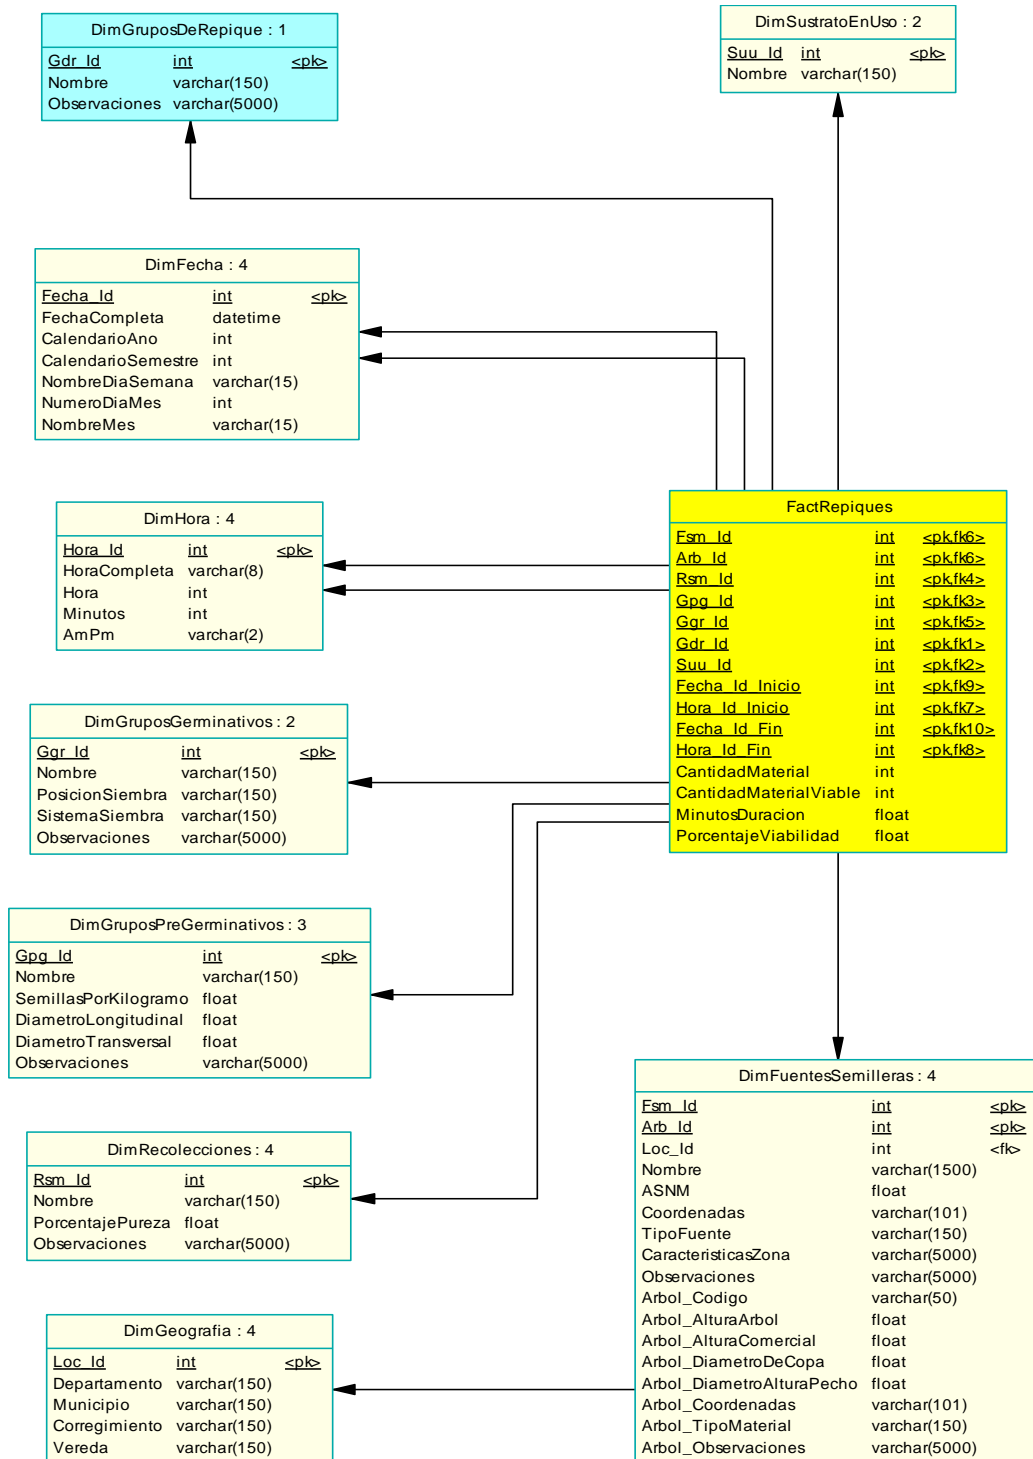 DimGruposDeRepique : 1
Gdr_Id int <pk>
Nombre varchar(150)
Observaciones varchar(5000)
DimSustratoEnUso : 2
Suu_Id int <pk>
Nombre varchar(150)
DimFecha : 4
Fecha_Id int <pk>
FechaCompleta datetime
CalendarioAno int
CalendarioSemestre int
NombreDiaSemana varchar(15)
NumeroDiaMes int
NombreMes varchar(15)
DimHora : 4
Hora_Id int <pk>
HoraCompleta varchar(8)
Hora int
Minutos int
AmPm varchar(2)
FactRepiques
Fsm_Id int <pk,fk6>
Arb_Id int <pk,fk6>
Rsm_Id int <pk,fk4>
Gpg_Id int <pk,fk3>
Ggr_Id int <pk,fk5>
Gdr_Id int <pk,fk1>
Suu_Id int <pk,fk2>
Fecha_Id_Inicio int <pk,fk9>
Hora_Id_Inicio int <pk,fk7>
Fecha_Id_Fin int <pk,fk10>
Hora_Id_Fin int <pk,fk8>
CantidadMaterial int
CantidadMaterialViable int
MinutosDuracion float
PorcentajeViabilidad float
DimGruposGerminativos : 2
Ggr_Id int <pk>
Nombre varchar(150)
PosicionSiembra varchar(150)
SistemaSiembra varchar(150)
Observaciones varchar(5000)
DimGruposPreGerminativos : 3
Gpg_Id int <pk>
Nombre varchar(150)
SemillasPorKilogramo float
DiametroLongitudinal float
DiametroTransversal float
Observaciones varchar(5000)
DimRecolecciones : 4
Rsm_Id int <pk>
Nombre varchar(150)
PorcentajePureza float
Observaciones varchar(5000)
DimGeografia : 4
Loc_Id int <pk>
Departamento varchar(150)
Municipio varchar(150)
Corregimiento varchar(150)
Vereda varchar(150)
DimFuentesSemilleras : 4
Fsm_Id int <pk>
Arb_Id int <pk>
Loc_Id int <fk>
Nombre varchar(1500)
ASNM float
Coordenadas varchar(101)
TipoFuente varchar(150)
CaracteristicasZona varchar(5000)
Observaciones varchar(5000)
Arbol_Codigo varchar(50)
Arbol_AlturaArbol float
Arbol_AlturaComercial float
Arbol_DiametroDeCopa float
Arbol_DiametroAlturaPecho float
Arbol_Coordenadas varchar(101)
Arbol_TipoMaterial varchar(150)
Arbol_Observaciones varchar(5000)